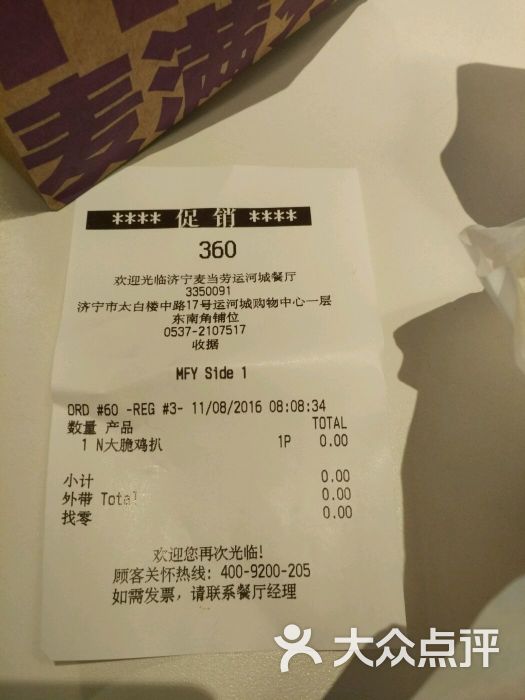 麦满分
**** 促 销 ****
360
欢迎光临济宁麦当劳运河城餐厅
3350091
济宁市太白楼中路17号运河城购物中心一层
东南角铺位
0537-2107517
收据
MFY Side 1
ORD #60 -REG #3- 11/08/2016 08:08:34
数量 产品 TOTAL
1 N大脆鸡扒 1P 0.00
小计 0.00
外带 Total 0.00
找零 0.00
欢迎您再次光临!
顾客关怀热线: 400-9200-205
如需发票，请联系餐厅经理
大众点评